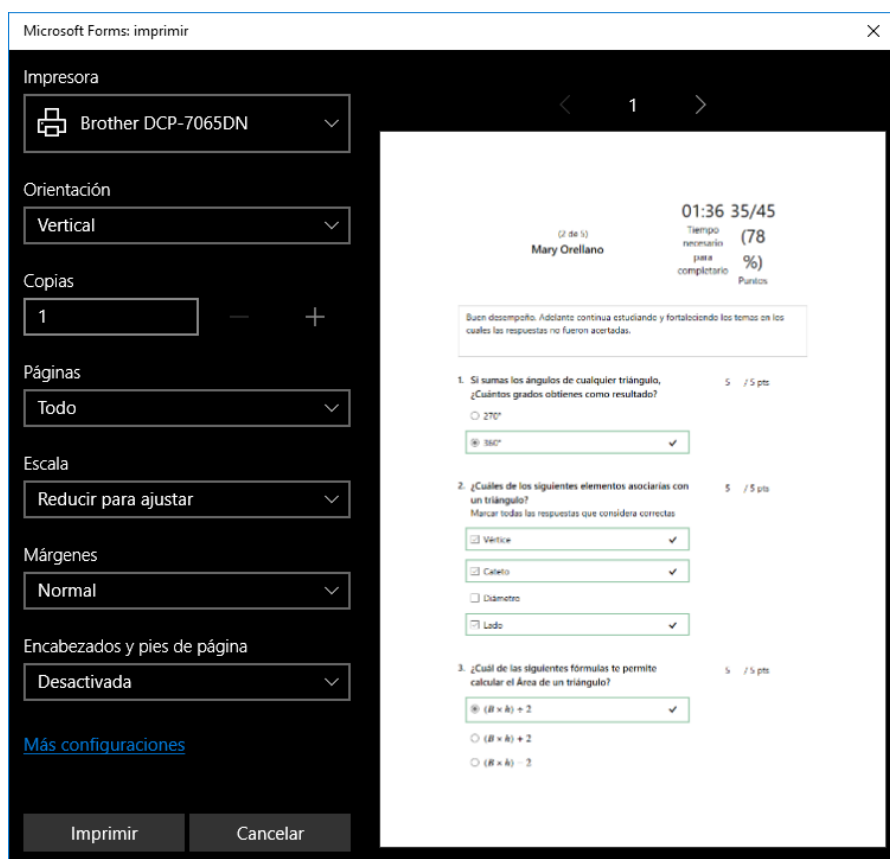 Microsoft Forms: imprimir
Impresora
Brother DCP-7065DN
Orientación
Vertical
Copias
1
Páginas
Todo
Escala
Reducir para ajustar
Márgenes
Normal
Encabezados y pies de página
Desactivada
Más configuraciones
Imprimir
Cancelar
1
(2 de 5)
Mary Orellano
01:36
Tiempo
necesario
para
completarlo
35/45
(78
%)
Puntos
Buen desempeño. Adelante continua estudiando y fortaleciendo los temas en los
cuales las respuestas no fueron acertadas.
1. Si sumas los ángulos de cualquier triángulo,
¿Cuántos grados obtienes como resultado?
5 / 5 pts
270°
360°
2. ¿Cuáles de los siguientes elementos asociarías con
un triángulo?
Marcar todas las respuestas que considera correctas
5 / 5 pts
Vértice
Cateto
Diámetro
Lado
3. ¿Cuál de las siguientes fórmulas te permite
calcular el Área de un triángulo?
5 / 5 pts
(B × h) ÷ 2
(B × h) + 2
(B × h) − 2